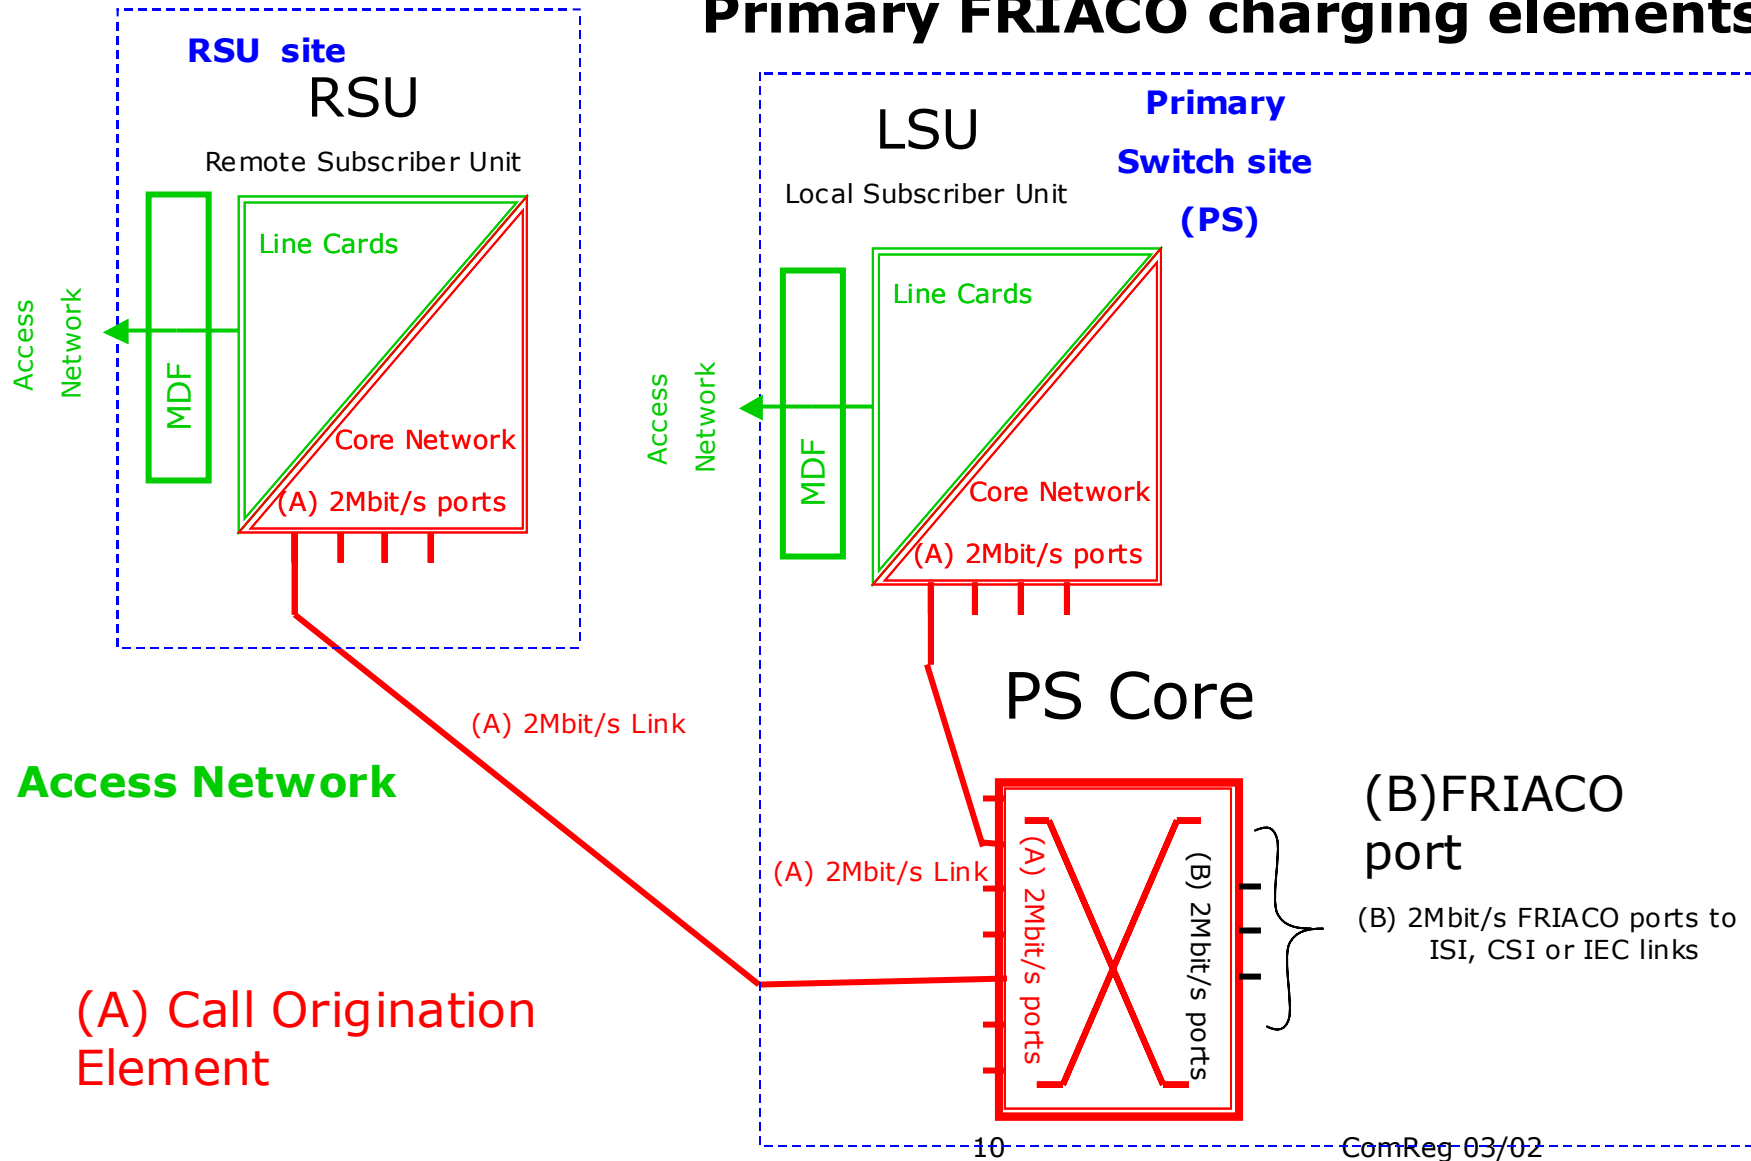 Primary FRIACO charging elements
RSU site
RSU
Remote Subscriber Unit
Line Cards
Core Network
(A) 2Mbit/s ports
MDF
Access
Network
Primary
Switch site
(PS)
LSU
Local Subscriber Unit
Line Cards
Core Network
(A) 2Mbit/s ports
MDF
Access
Network
(A) 2Mbit/s Link
PS Core
Access Network
(A) 2Mbit/s Link
(A) 2Mbit/s ports
(B) 2Mbit/s ports
(B)FRIACO
port
(B) 2Mbit/s FRIACO ports to
ISI, CSI or IEC links
(A) Call Origination
Element
10
ComReg 03/02